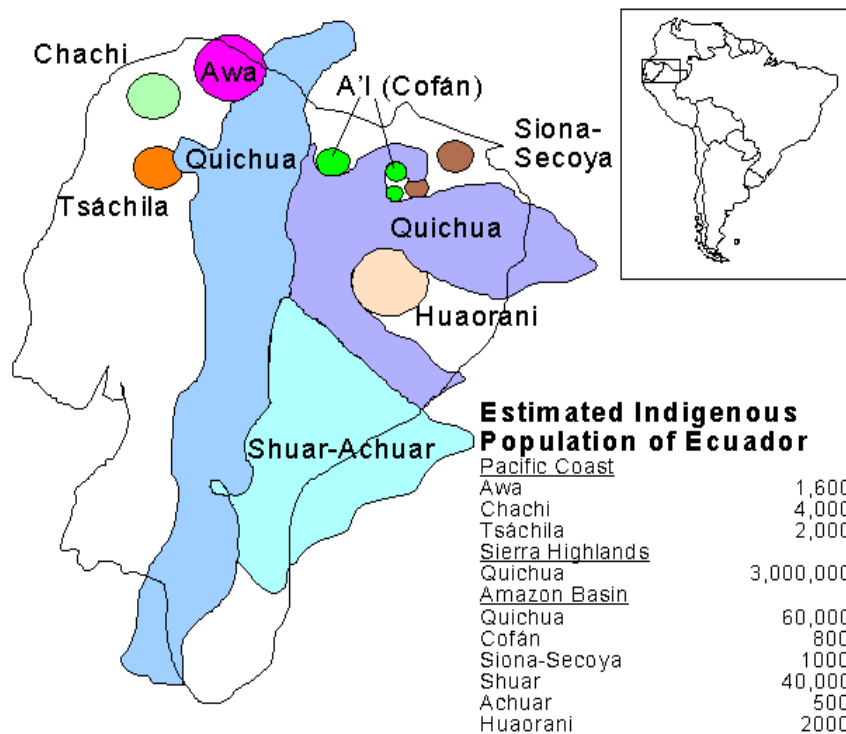 Chachi
Awa
A'I (Cofán)
Siona-
Secoya
Quichua
Tsáchila
Quichua
Huaorani
Shuar-Achuar
Estimated Indigenous
Population of Ecuador
Pacific Coast
Awa 1,600
Chachi 4,000
Tsáchila 2,000
Sierra Highlands
Quichua 3,000,000
Amazon Basin
Quichua 60,000
Cofán 800
Siona-Secoya 1000
Shuar 40,000
Achuar 500
Huaorani 2000